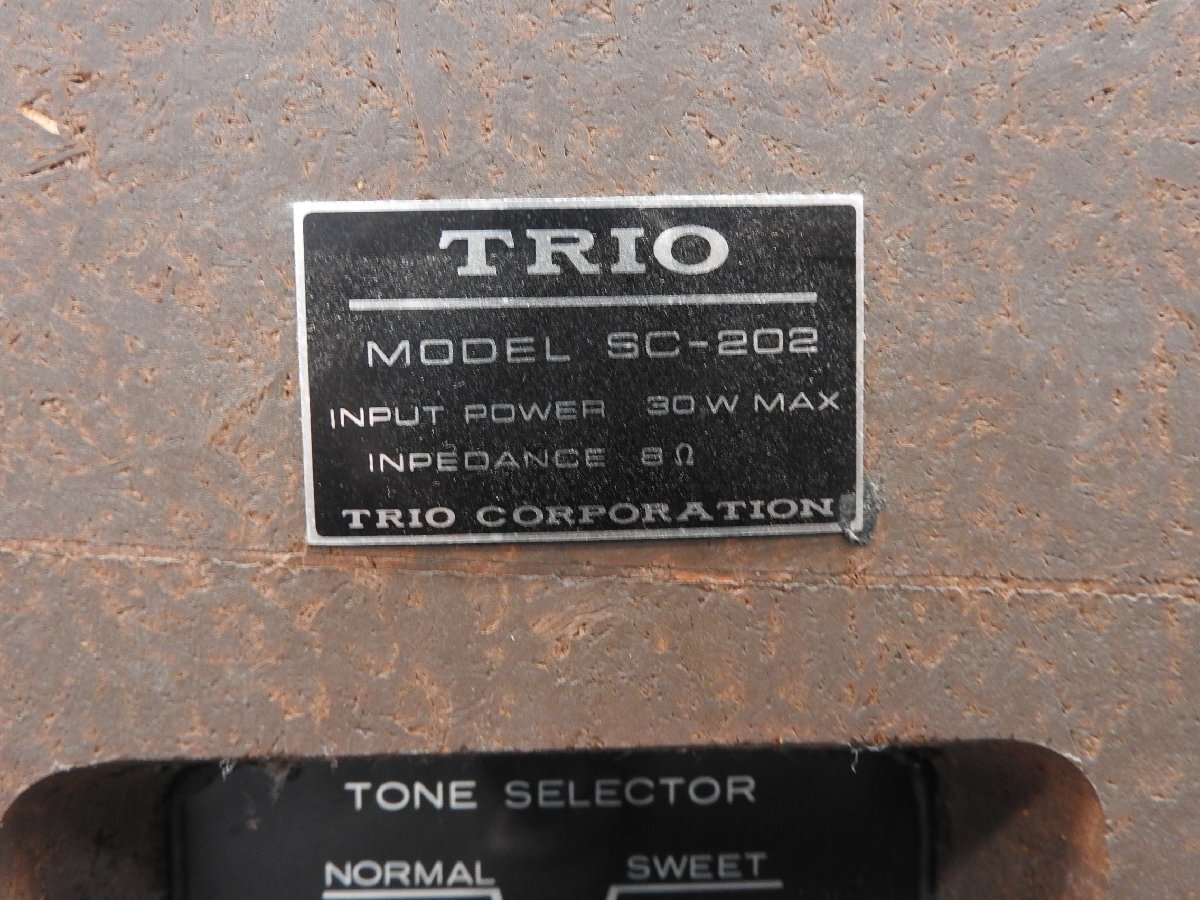 TRIO
MODEL SC-202
INPUT POWER 30W MAX
INPEDANCE 8Ω
TRIO CORPORATION
TONE SELECTOR
NORMAL SWEET